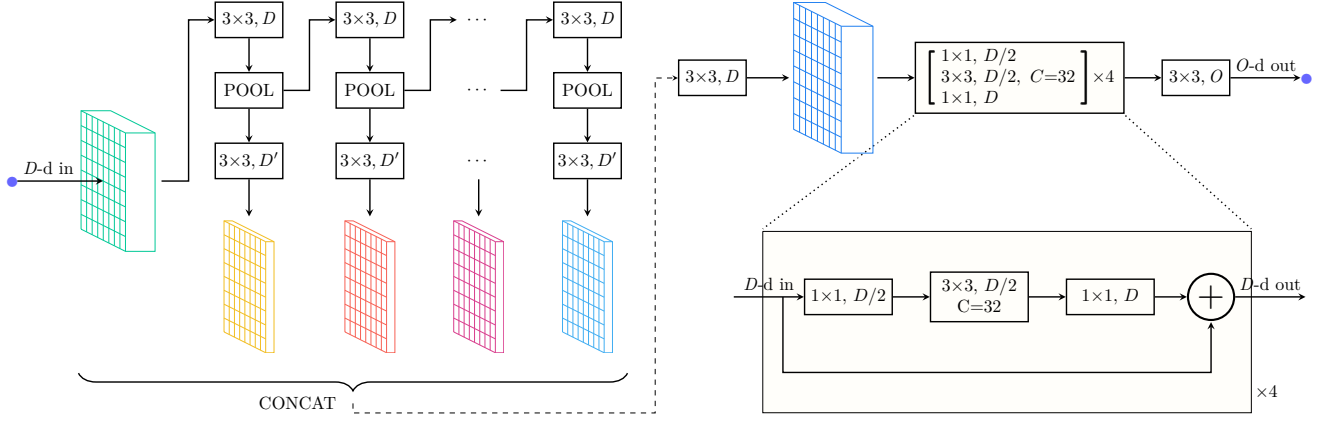 3×3, D
3×3, D
···
3×3, D
POOL
POOL
···
POOL
3×3, D′
3×3, D′
···
3×3, D′
D-d in
CONCAT
3×3, D
1×1, D/2
3×3, D/2, C=32
1×1, D
×4
3×3, O
O-d out
D-d in
1×1, D/2
3×3, D/2
C=32
1×1, D
+
D-d out
×4